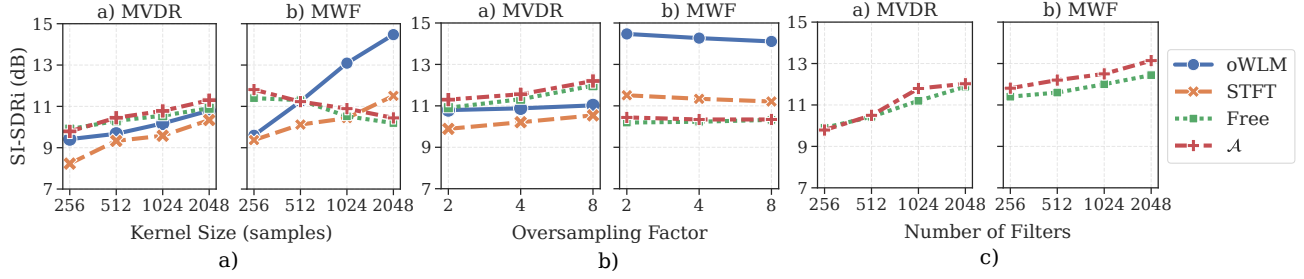 a) MVDR
b) MWF
a) MVDR
b) MWF
a) MVDR
b) MWF
SI-SDRi (dB)
15
13
11
9
7
256 512 1024 2048
256 512 1024 2048
Kernel Size (samples)
a)
15
13
11
9
7
2 4 8
2 4 8
Oversampling Factor
b)
15
13
11
9
7
256 512 1024 2048
256 512 1024 2048
Number of Filters
c)
oWLM
STFT
Free
𝒜